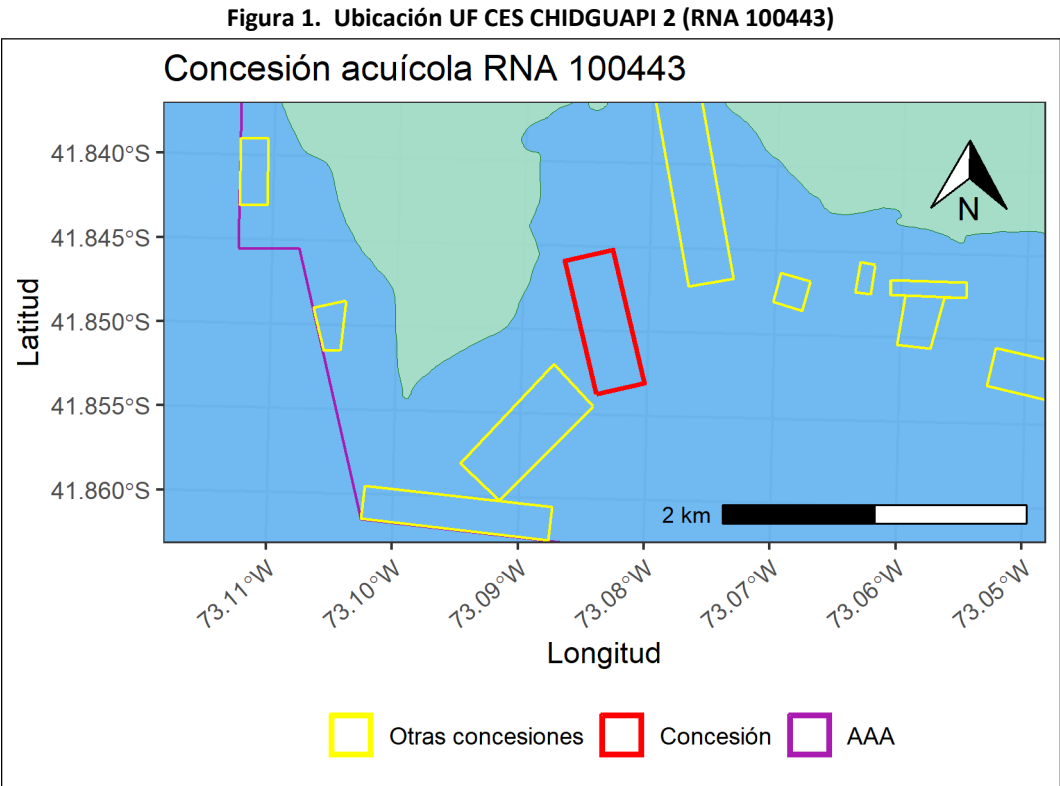 Figura 1. Ubicación UF CES CHIDGUAPI 2 (RNA 100443)
Concesión acuícola RNA 100443
41.840°S
41.845°S
41.850°S
41.855°S
41.860°S
Latitud
N
2 km
73.11°W
73.10°W
73.09°W
73.08°W
73.07°W
73.06°W
73.05°W
Longitud
Otras concesiones
Concesión
AAA